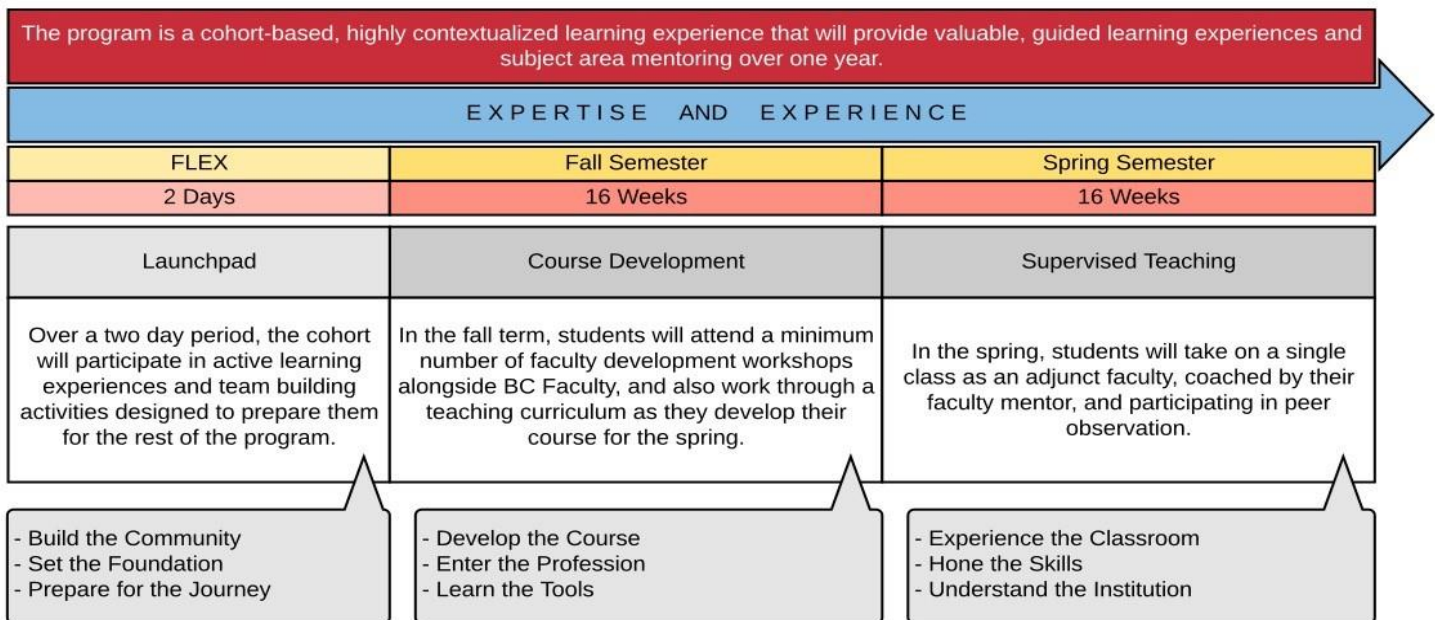 The program is a cohort-based, highly contextualized learning experience that will provide valuable, guided learning experiences and
subject area mentoring over one year.
EXPERTISE AND EXPERIENCE
FLEX
Fall Semester
Spring Semester
2 Days
16 Weeks
16 Weeks
Launchpad
Course Development
Supervised Teaching
Over a two day period, the cohort
will participate in active learning
experiences and team building
activities designed to prepare them
for the rest of the program.
In the fall term, students will attend a minimum
number of faculty development workshops
alongside BC Faculty, and also work through a
teaching curriculum as they develop their
course for the spring.
In the spring, students will take on a single
class as an adjunct faculty, coached by their
faculty mentor, and participating in peer
observation.
- Build the Community
- Set the Foundation
- Prepare for the Journey
- Develop the Course
- Enter the Profession
- Learn the Tools
- Experience the Classroom
- Hone the Skills
- Understand the Institution